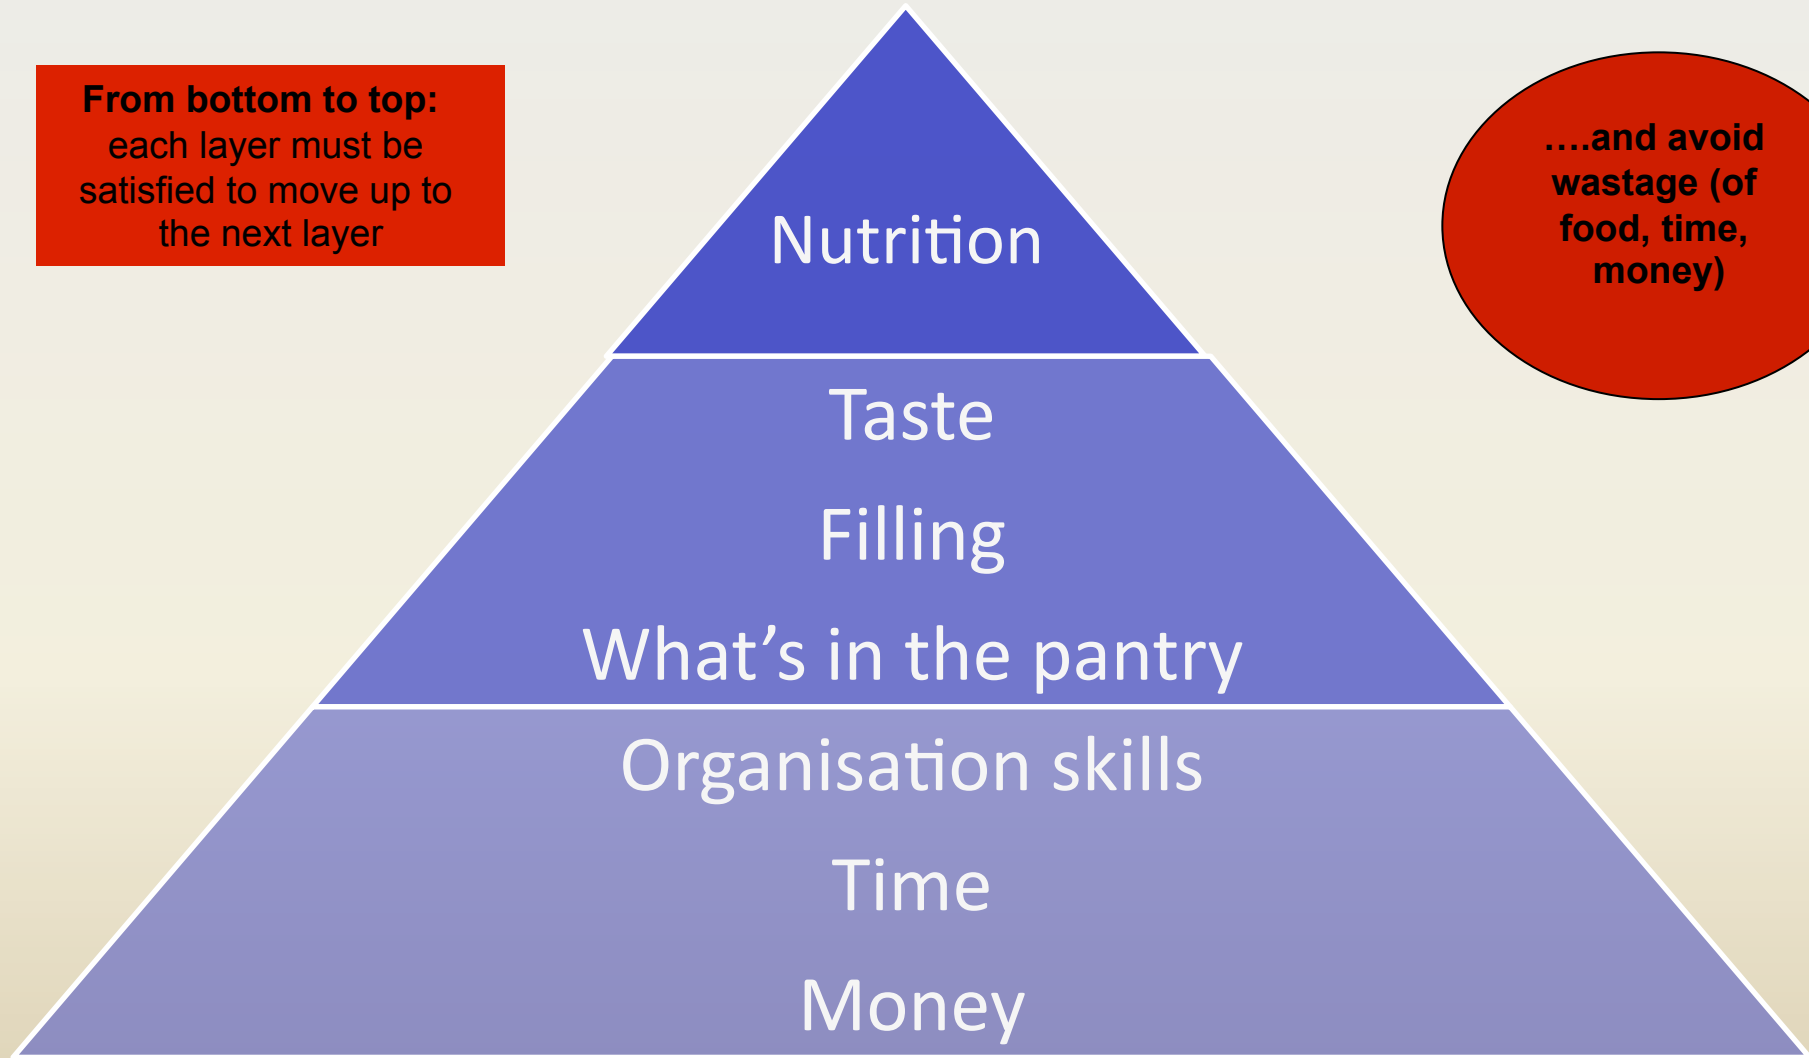 From bottom to top:
each layer must be
satisfied to move up to
the next layer
….and avoid
wastage (of
food, time,
money)
Nutrition
Taste
Filling
What’s in the pantry
Organisation skills
Time
Money